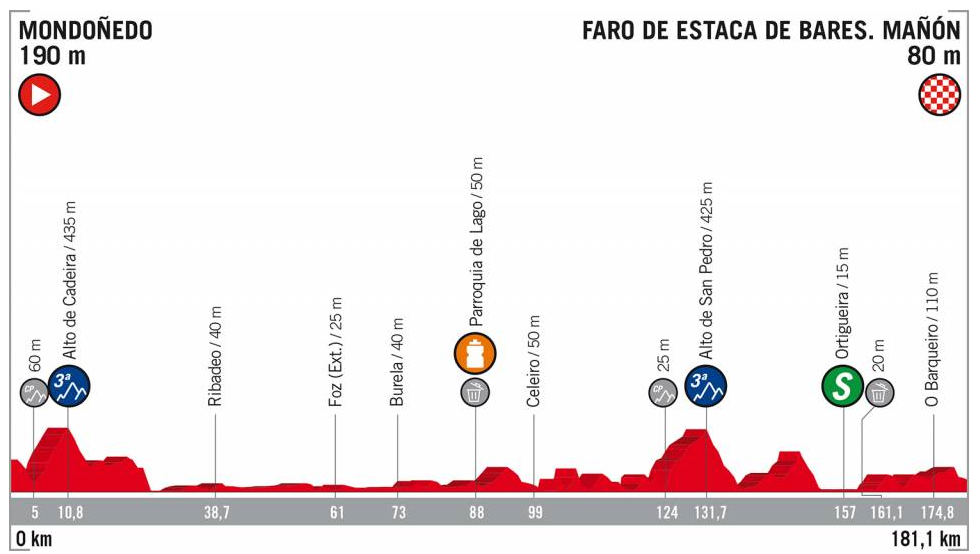 MONDOÑEDO
190 m
FARO DE ESTACA DE BARES. MAÑÓN
80 m
CP
60 m
3ª
Alto de Cadeira / 435 m
Ribadeo / 40 m
Foz (Ext.) / 25 m
Burela / 40 m
Parroquia de Lago / 50 m
Celeiro / 50 m
CP
25 m
3ª
Alto de San Pedro / 425 m
S
Ortigueira / 15 m
20 m
O Barqueiro / 110 m
5 10,8 38,7 61 73 88 99 124 131,7 157 161,1 174,8
0 km
181,1 km